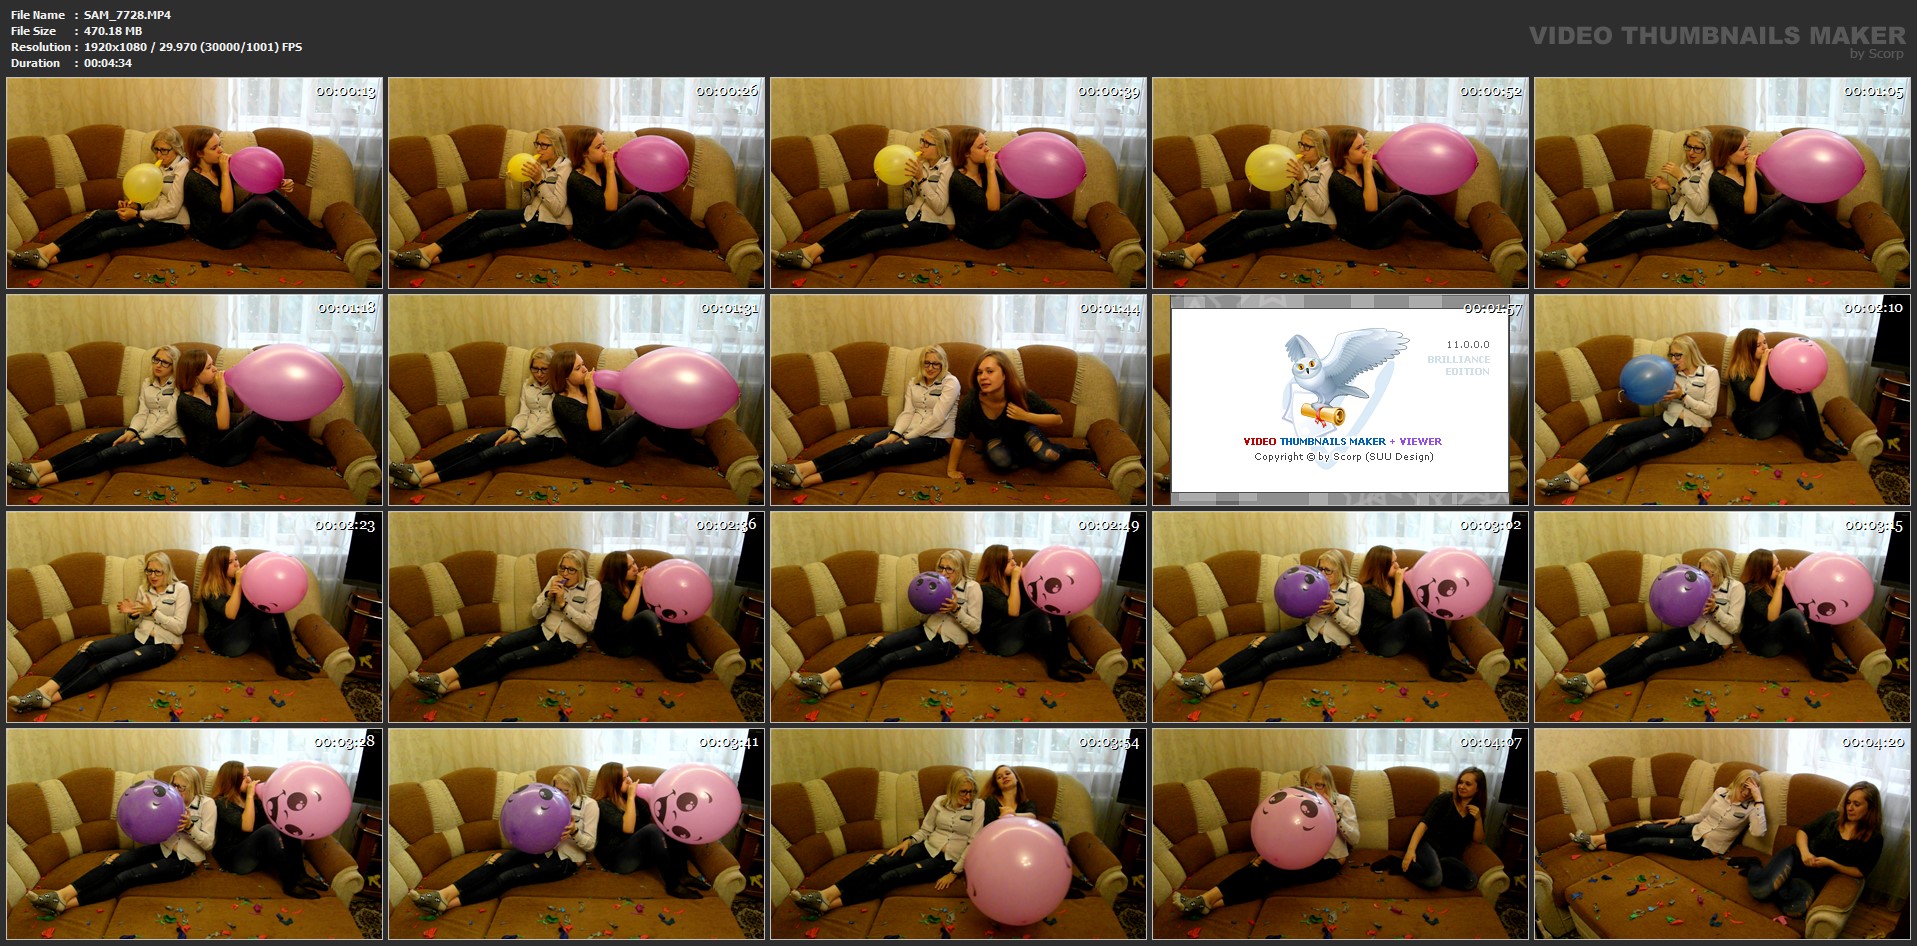 File Name : SAM_7728.MP4
File Size : 470.18 MB
Resolution : 1920x1080 / 29.970 (30000/1001) FPS
Duration : 00:04:34
VIDEO THUMBNAILS MAKER
by Scorp
00:00:13
00:00:26
00:00:39
00:00:52
00:01:05
00:01:18
00:01:31
00:01:44
00:01:57
11.0.0.0
BRILLIANCE
EDITION
VIDEO THUMBNAILS MAKER + VIEWER
Copyright © by Scorp (SUU Design)
00:02:10
00:02:23
00:02:36
00:02:49
00:03:02
00:03:15
00:03:28
00:03:41
00:03:54
00:04:07
00:04:20